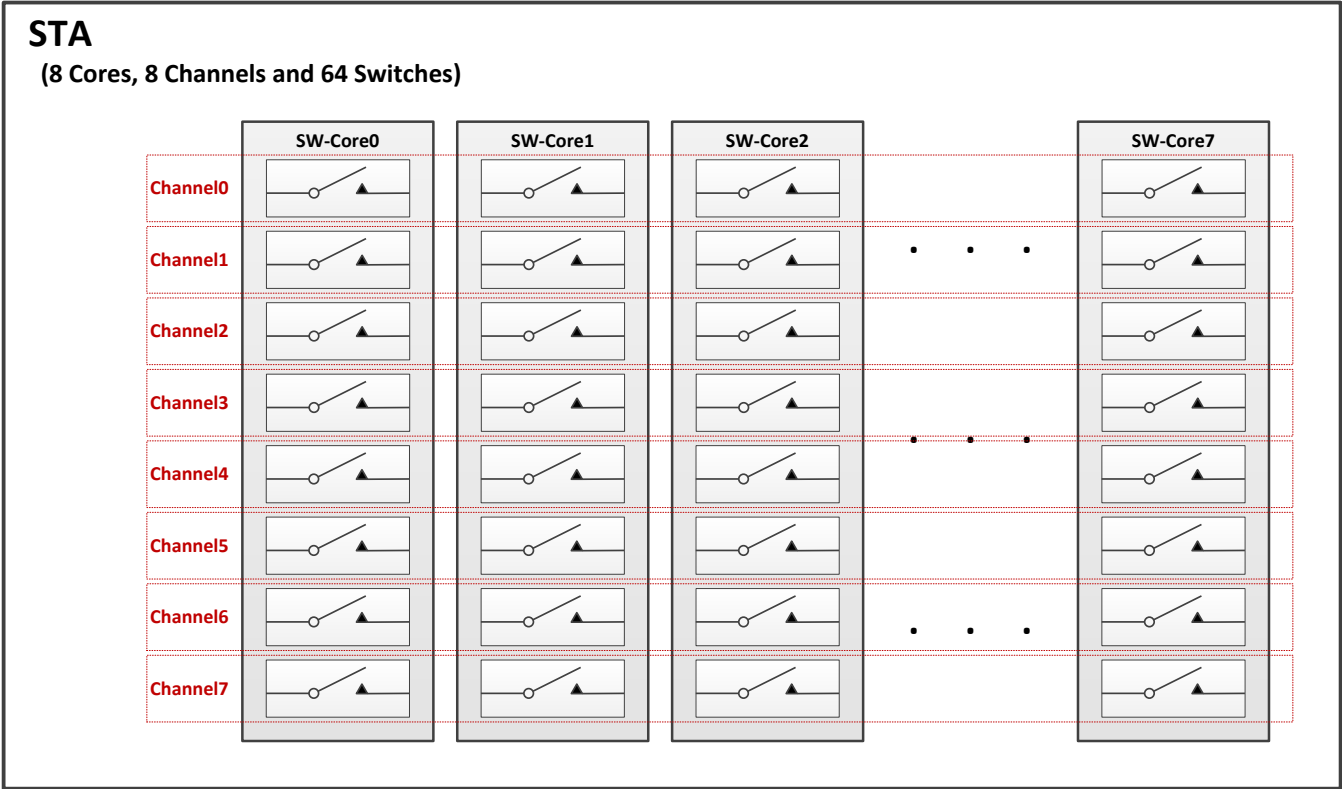 STA
(8 Cores, 8 Channels and 64 Switches)
SW-Core0 SW-Core1 SW-Core2 SW-Core7
Channel0
Channel1
. . .
Channel2
Channel3
. . .
Channel4
Channel5
Channel6
. . .
Channel7